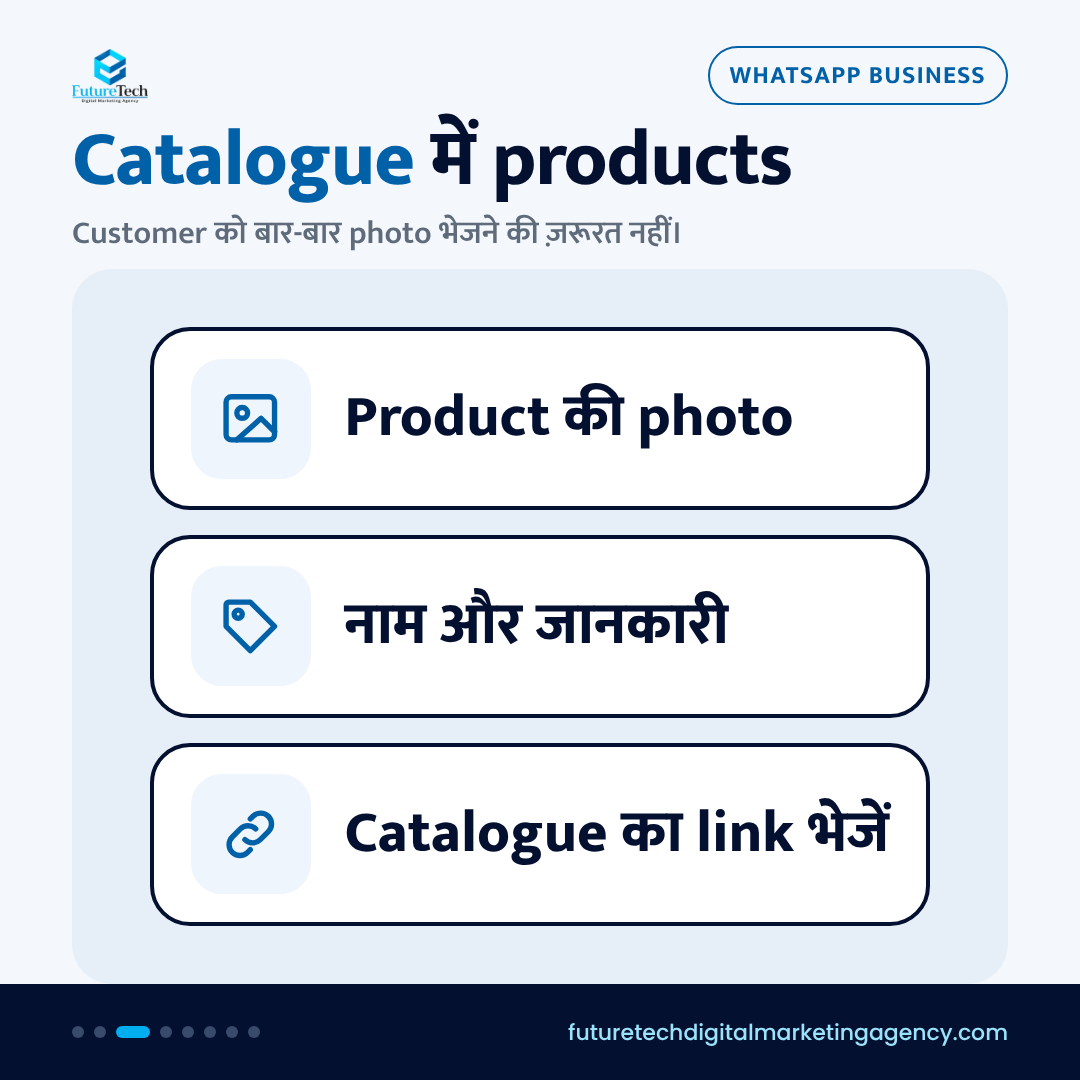 FutureTech
Digital Marketing Agency
WHATSAPP BUSINESS
Catalogue में products
Customer को बार-बार photo भेजने की ज़रूरत नहीं।
Product की photo
नाम और जानकारी
Catalogue का link भेजें
futuretechdigitalmarketingagency.com